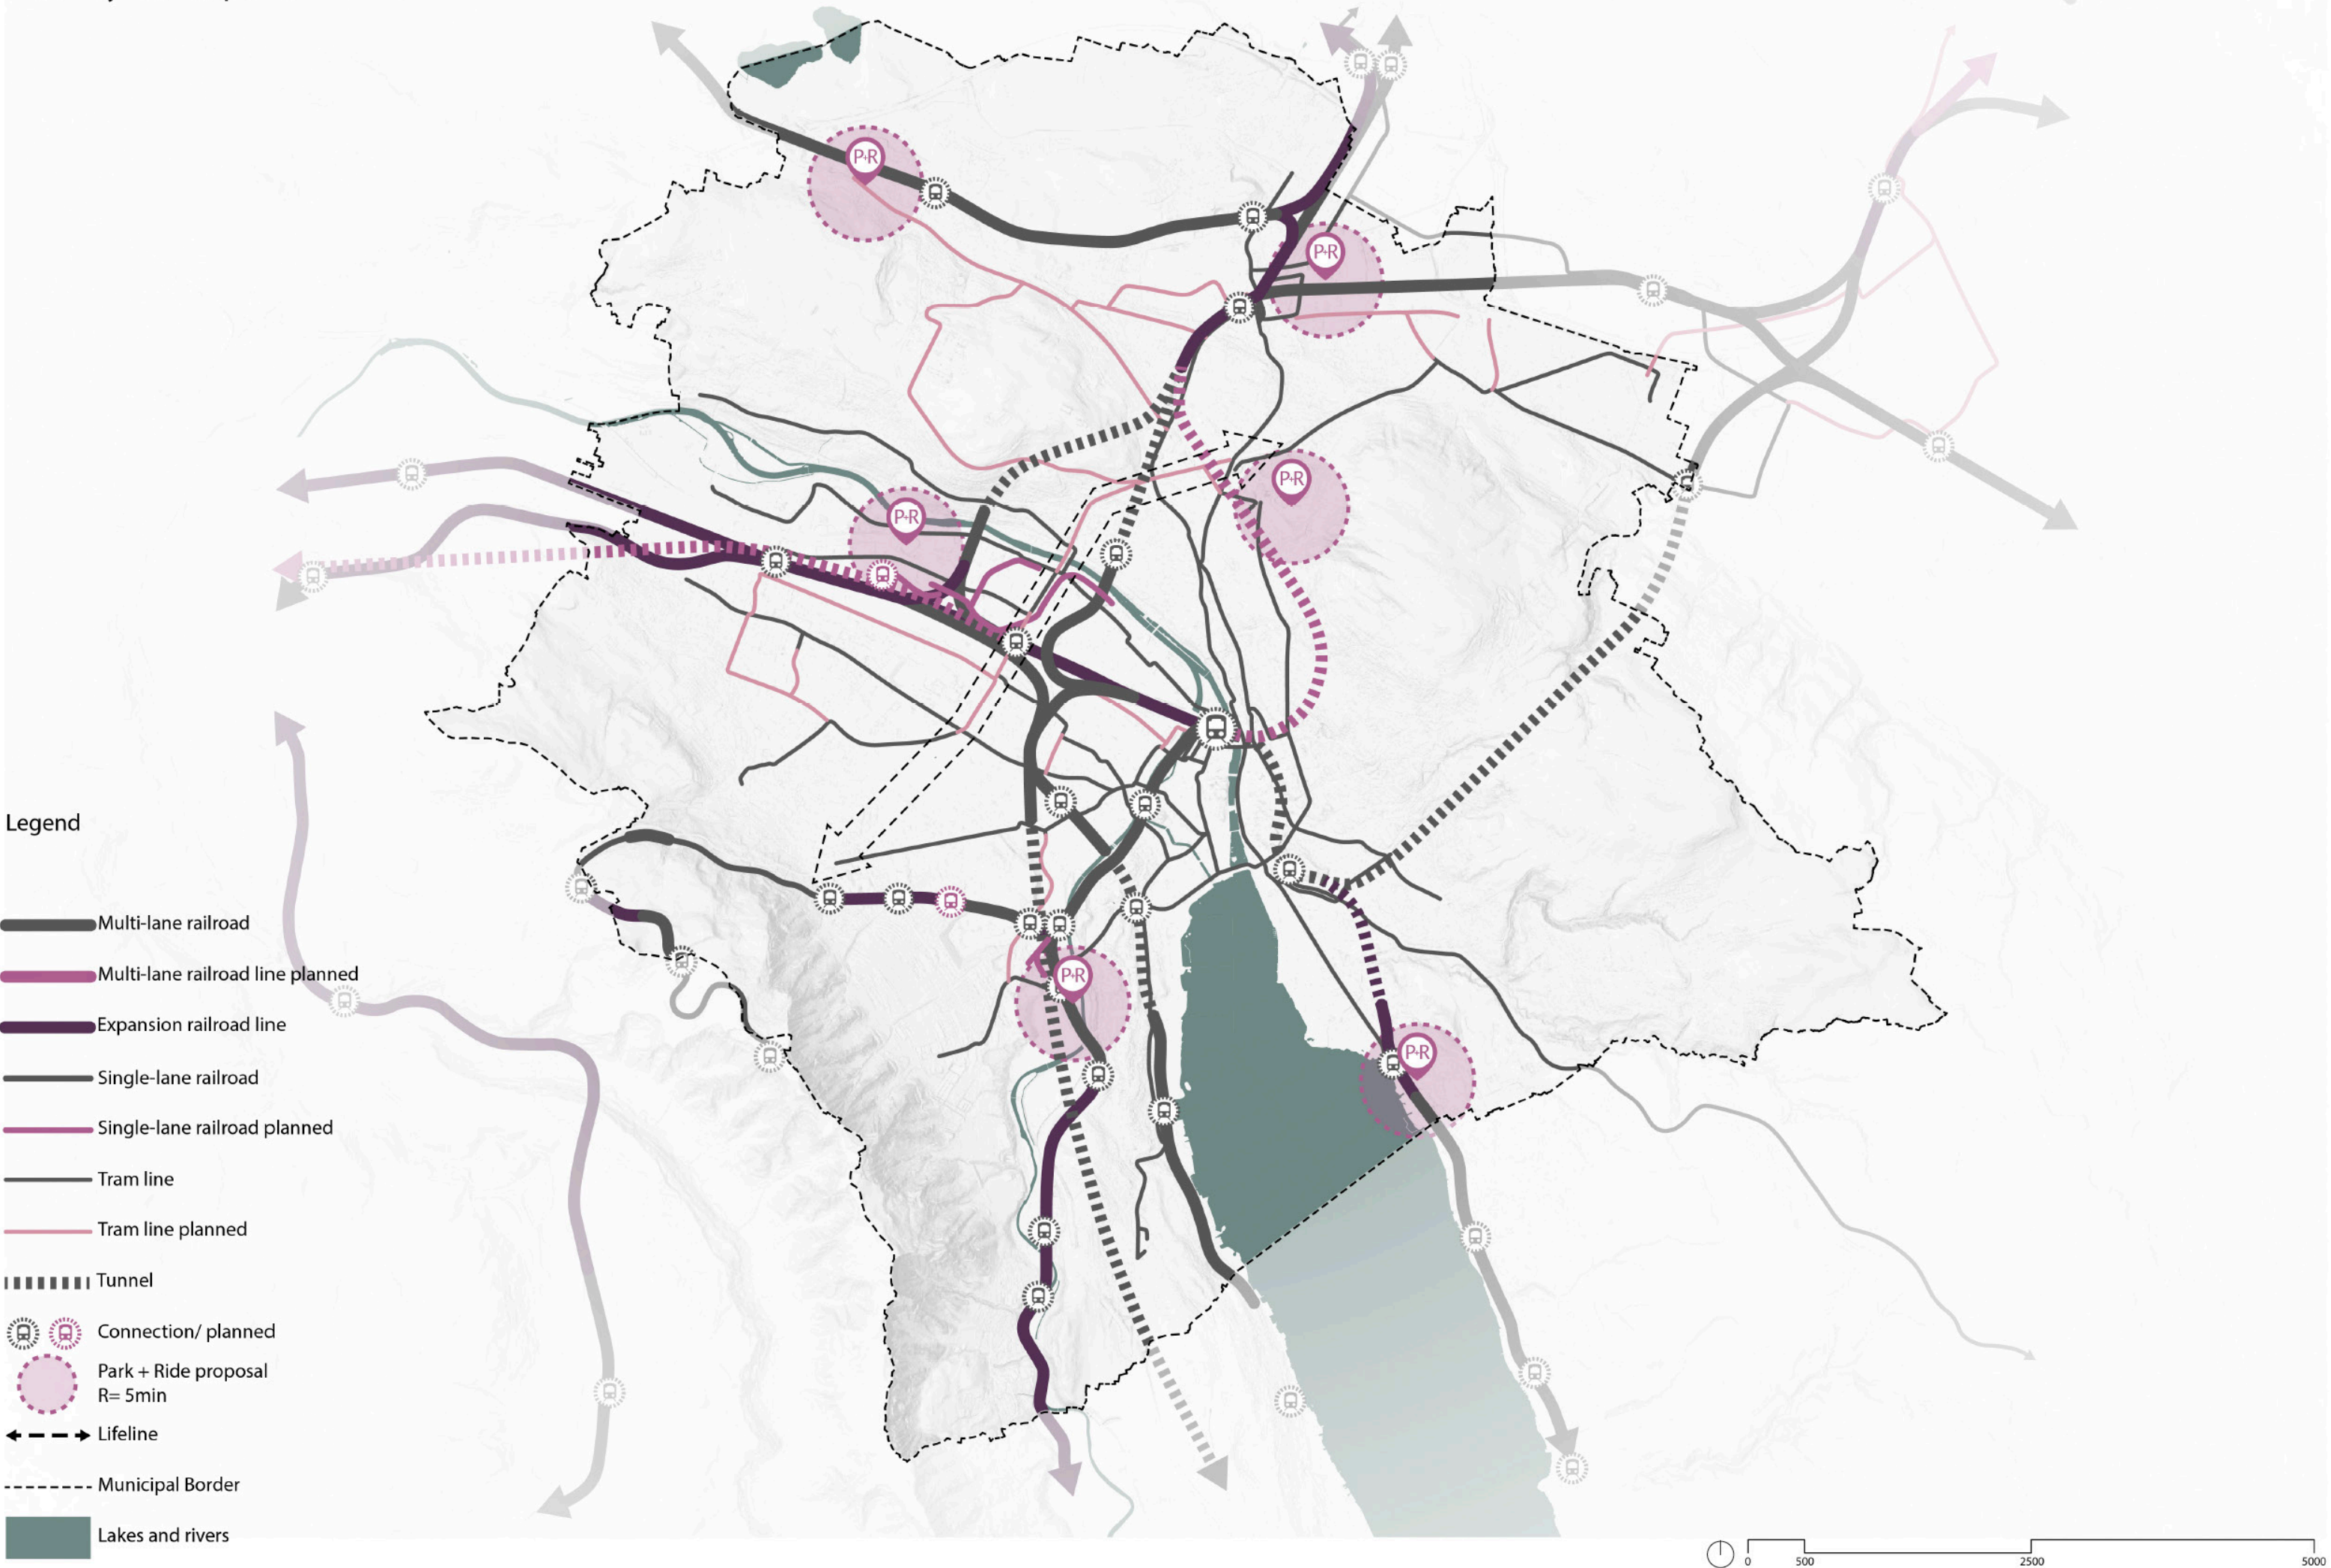 P+R
P+R
P+R
P+R
P+R
P+R
Legend
Multi-lane railroad
Multi-lane railroad line planned
Expansion railroad line
Single-lane railroad
Single-lane railroad planned
Tram line
Tram line planned
Tunnel
Connection/ planned
Park + Ride proposal
R= 5min
Lifeline
Municipal Border
Lakes and rivers
0 500 2500 5000